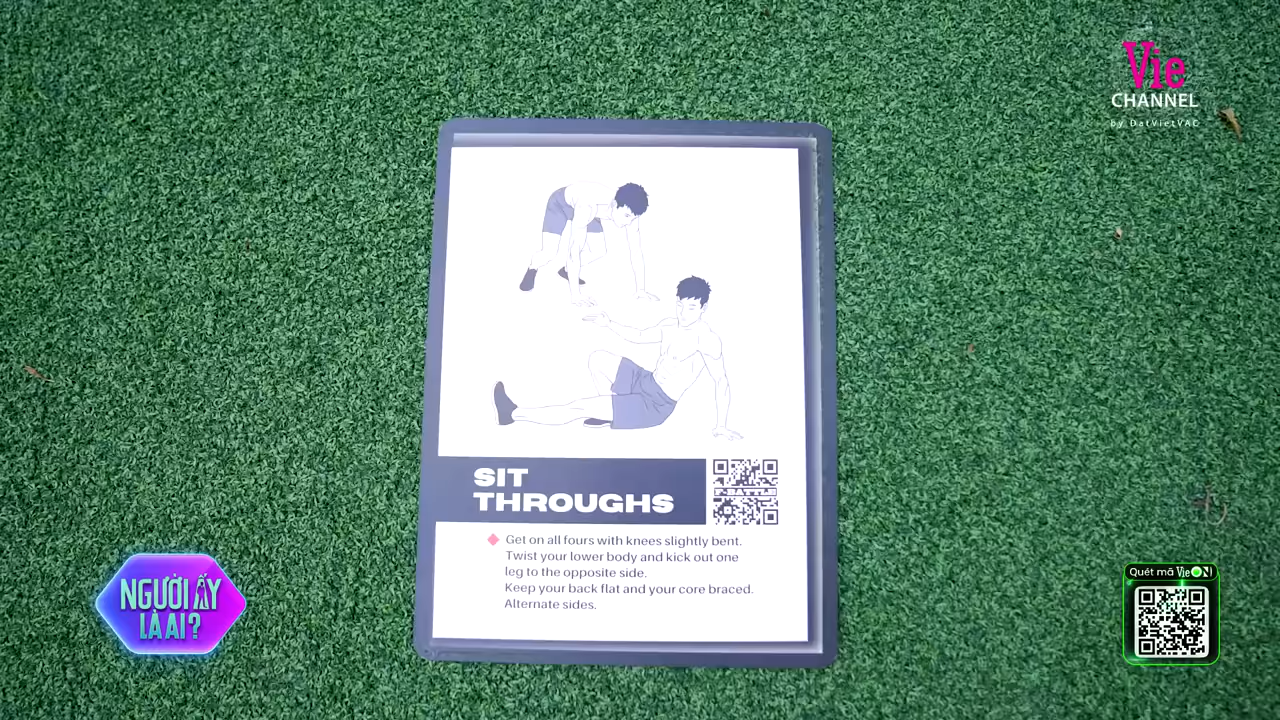 Vie
CHANNEL
by DatVietVAC
SIT
THROUGHS
F-BATTLE
Get on all fours with knees slightly bent.
Twist your lower body and kick out one
leg to the opposite side.
Keep your back flat and your core braced.
Alternate sides.
NGƯỜI ẤY
LÀ AI?
Quét mã VieON!